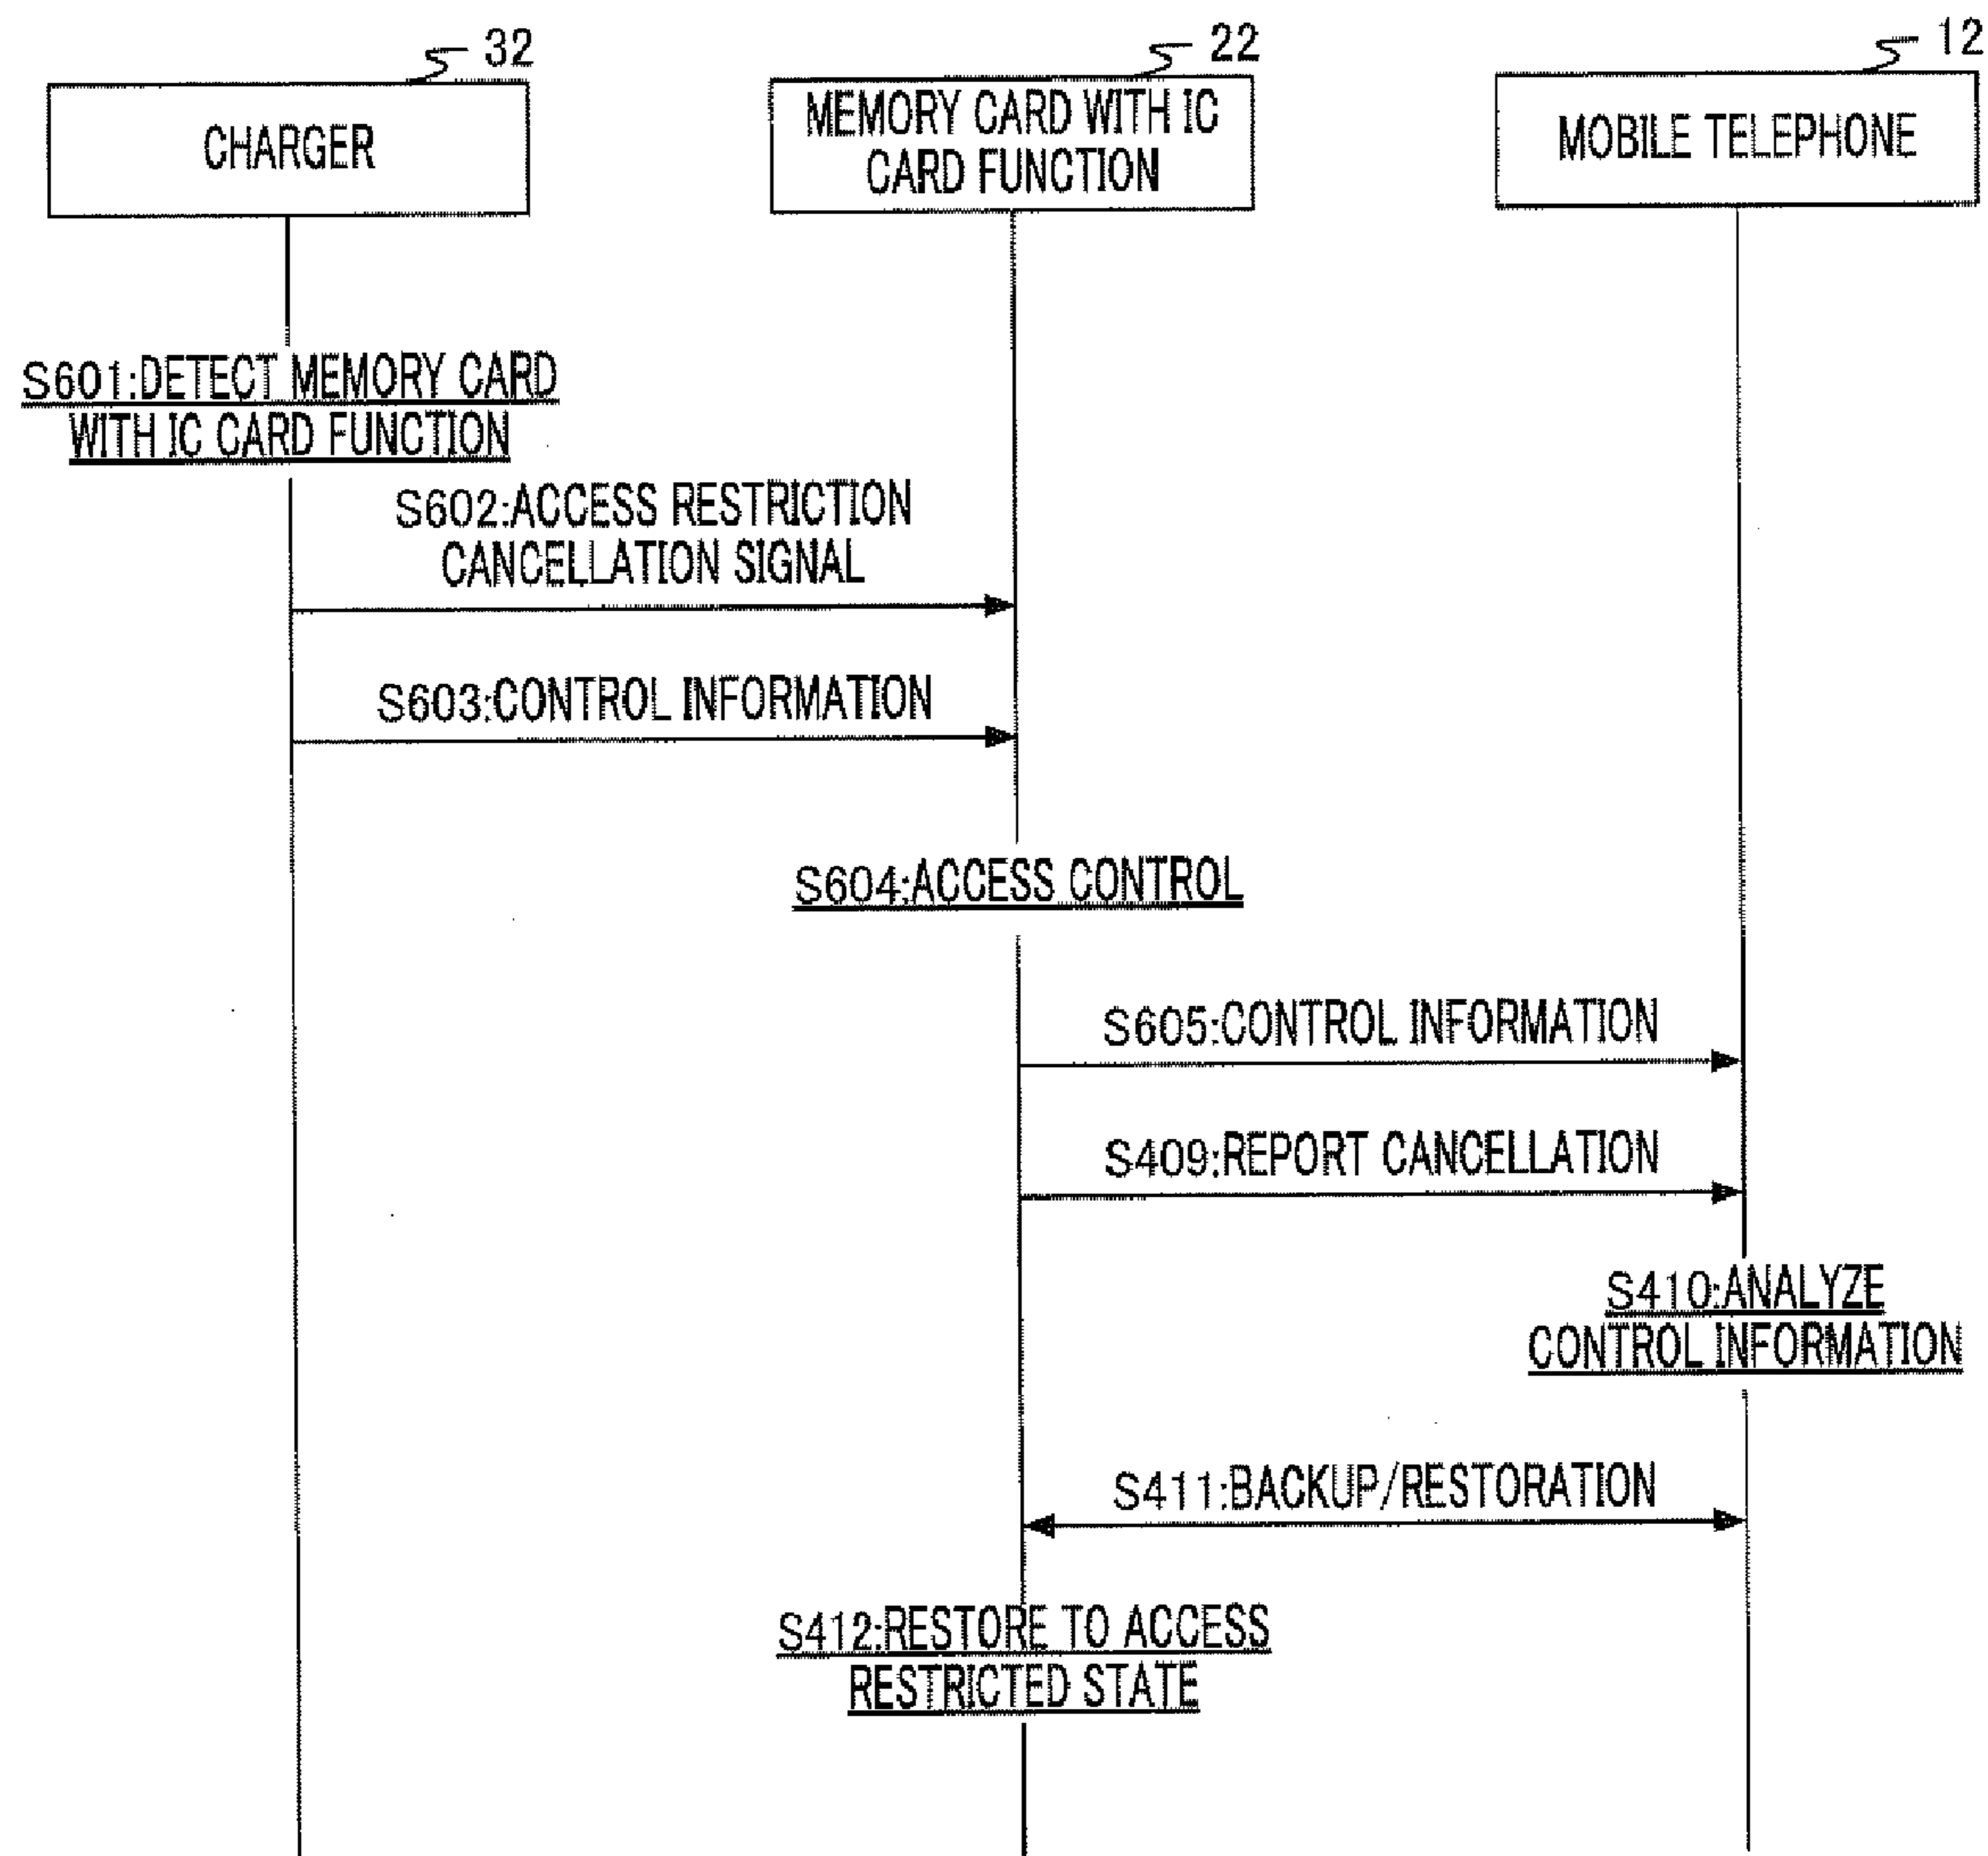 32
22
12
CHARGER
MEMORY CARD WITH IC
CARD FUNCTION
MOBILE TELEPHONE
S601:DETECT MEMORY CARD
WITH IC CARD FUNCTION
S602:ACCESS RESTRICTION
CANCELLATION SIGNAL
S603:CONTROL INFORMATION
S604;ACCESS CONTROL
S605:CONTROL INFORMATION
S409:REPORT CANCELLATION
S410:ANALYZE
CONTROL INFORMATION
S411:BACKUP/RESTORATION
S412:RESTORE TO ACCESS
RESTRICTED STATE